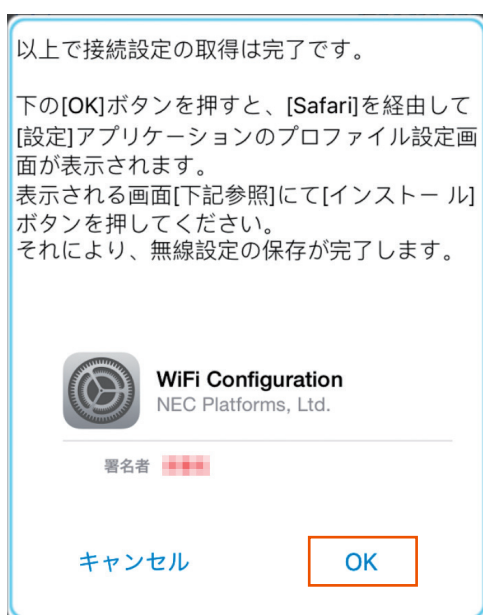 以上で接続設定の取得は完了です。
下の[OK]ボタンを押すと、[Safari]を経由して
[設定]アプリケーションのプロファイル設定画
面が表示されます。
表示される画面[下記参照]にて[インストー ル]
ボタンを押してください。
それにより、無線設定の保存が完了します。
WiFi Configuration
NEC Platforms, Ltd.
署名者
キャンセル
OK